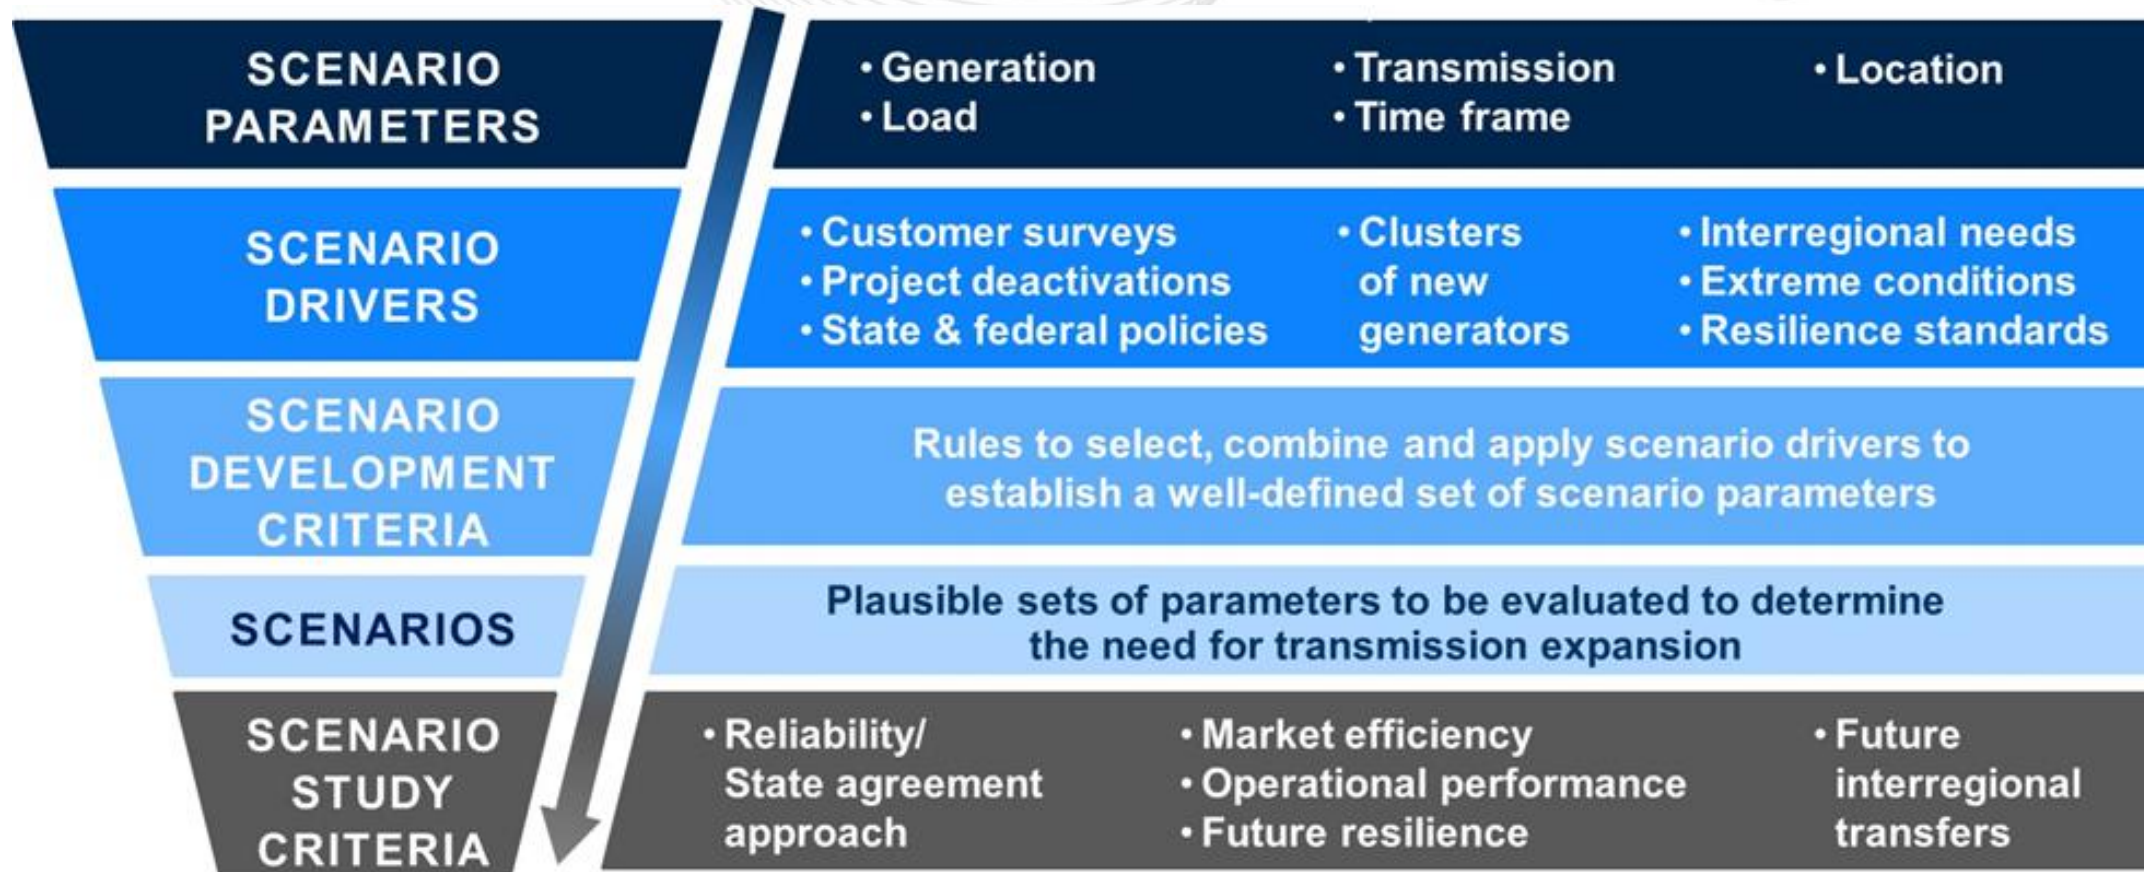 SCENARIO
PARAMETERS
• Generation
• Load
• Transmission
• Time frame
• Location
SCENARIO
DRIVERS
• Customer surveys
• Project deactivations
• State & federal policies
• Clusters
of new
generators
• Interregional needs
• Extreme conditions
• Resilience standards
SCENARIO
DEVELOPMENT
CRITERIA
Rules to select, combine and apply scenario drivers to
establish a well-defined set of scenario parameters
SCENARIOS
Plausible sets of parameters to be evaluated to determine
the need for transmission expansion
SCENARIO
STUDY
CRITERIA
• Reliability/
State agreement
approach
• Market efficiency
• Operational performance
• Future resilience
• Future
interregional
transfers